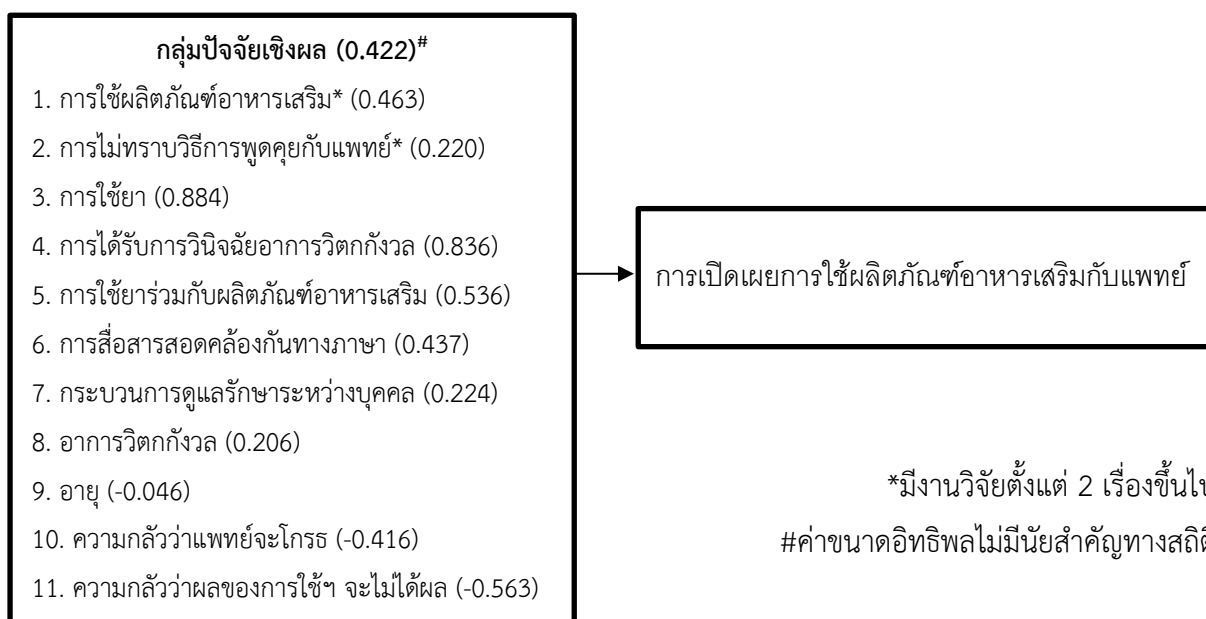 กลุ่มปัจจัยเชิงผล (0.422)#
1. การใช้ผลิตภัณฑ์อาหารเสริม* (0.463)
2. การไม่ทราบวิธีการพูดคุยกับแพทย์* (0.220)
3. การใช้ยา (0.884)
4. การได้รับการวินิจฉัยอาการวิตกกังวล (0.836)
5. การใช้ยาร่วมกับผลิตภัณฑ์อาหารเสริม (0.536)
6. การสื่อสารสอดคล้องกันทางภาษา (0.437)
7. กระบวนการดูแลรักษาระหว่างบุคคล (0.224)
8. อาการวิตกกังวล (0.206)
9. อายุ (-0.046)
10. ความกลัวว่าแพทย์จะโกรธ (-0.416)
11. ความกลัวว่าผลของการใช้ฯ จะไม่ได้ผล (-0.563)
การเปิดเผยการใช้ผลิตภัณฑ์อาหารเสริมกับแพทย์
*มีงานวิจัยตั้งแต่ 2 เรื่องขึ้นไป
#ค่าขนาดอิทธิพลไม่มีนัยสำคัญทางสถิติ